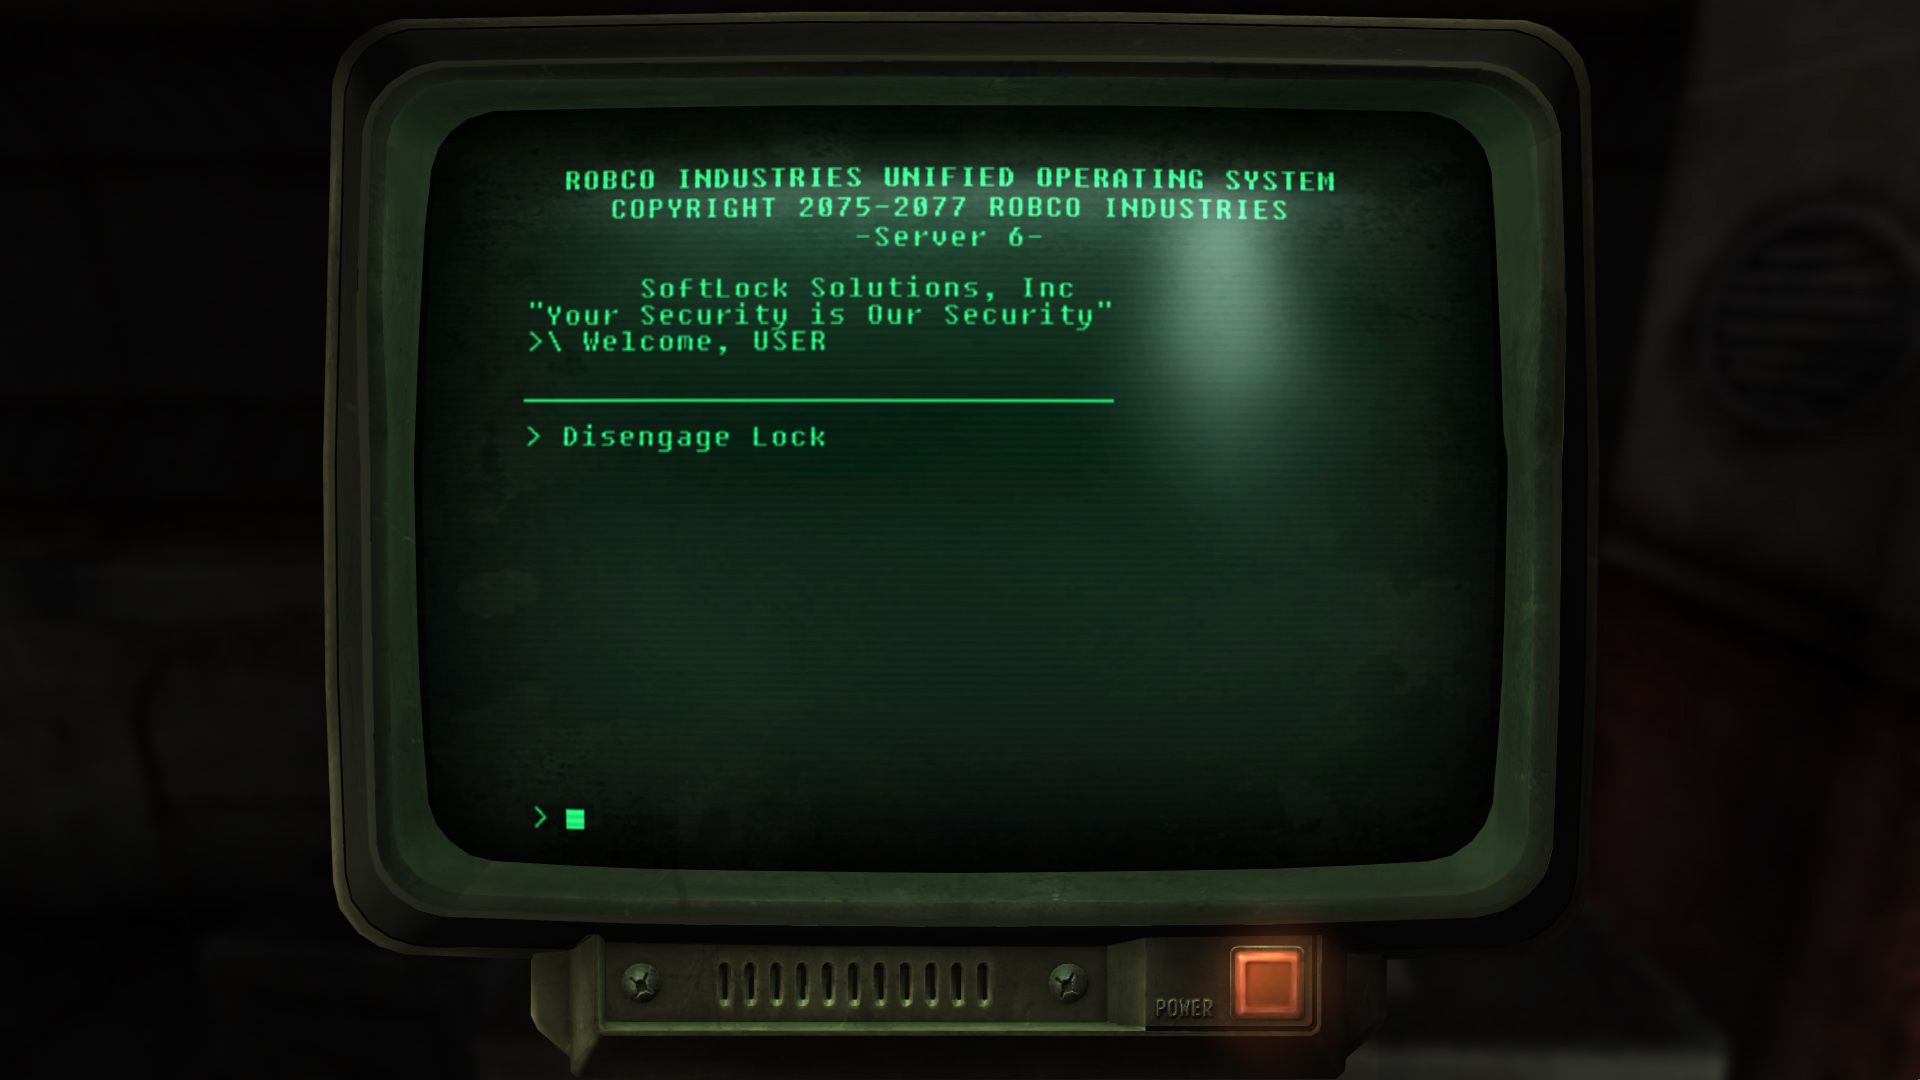 ROBCO INDUSTRIES UNIFIED OPERATING SYSTEM
COPYRIGHT 2075-2077 ROBCO INDUSTRIES
-Server 6-
SoftLock Solutions, Inc
"Your Security is Our Security"
>\ Welcome, USER
> Disengage Lock
>
POWER